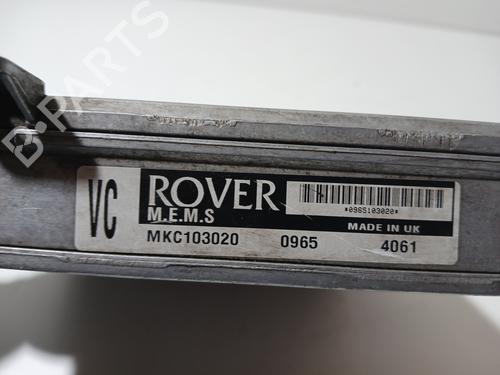 B-PARTS
VC
ROVER
M.E.M.S
*0965103020*
MADE IN UK
MKC103020 0965 4061